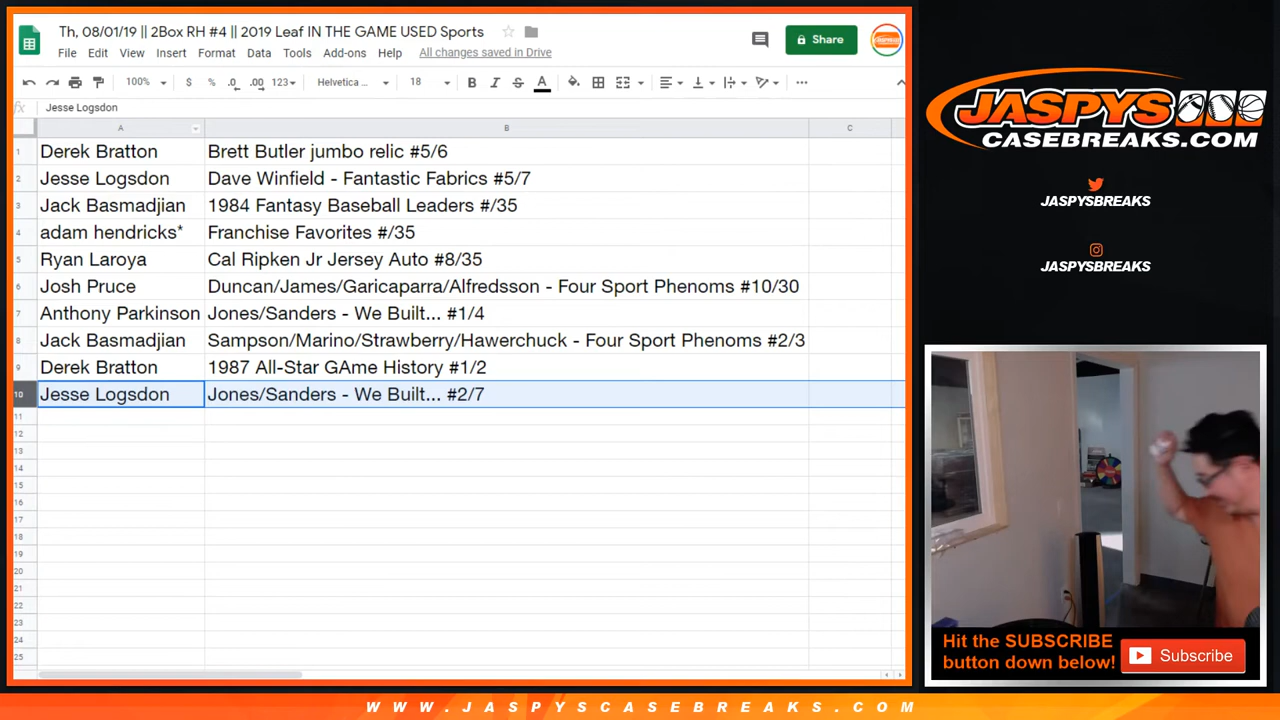 Th, 08/01/19 || 2Box RH #4 || 2019 Leaf IN THE GAME USED Sports
File Edit View Insert Format Data Tools Add-ons Help All changes saved in Drive
Share
100% $ % .0 .00 123 Helvetica ... 18 B I S A
fx Jesse Logsdon
A B C
1 Derek Bratton Brett Butler jumbo relic #5/6
2 Jesse Logsdon Dave Winfield - Fantastic Fabrics #5/7
3 Jack Basmadjian 1984 Fantasy Baseball Leaders #/35
4 adam hendricks* Franchise Favorites #/35
5 Ryan Laroya Cal Ripken Jr Jersey Auto #8/35
6 Josh Pruce Duncan/James/Garicaparra/Alfredsson - Four Sport Phenoms #10/30
7 Anthony Parkinson Jones/Sanders - We Built... #1/4
8 Jack Basmadjian Sampson/Marino/Strawberry/Hawerchuck - Four Sport Phenoms #2/3
9 Derek Bratton 1987 All-Star GAme History #1/2
10 Jesse Logsdon Jones/Sanders - We Built... #2/7
11
12
13
14
15
16
17
18
19
20
21
22
23
24
25
JASPYS
CASEBREAKS.COM
JASPYSBREAKS
JASPYSBREAKS
Hit the SUBSCRIBE
button down below!
Subscribe
WWW.JASPYSCASEBREAKS.COM